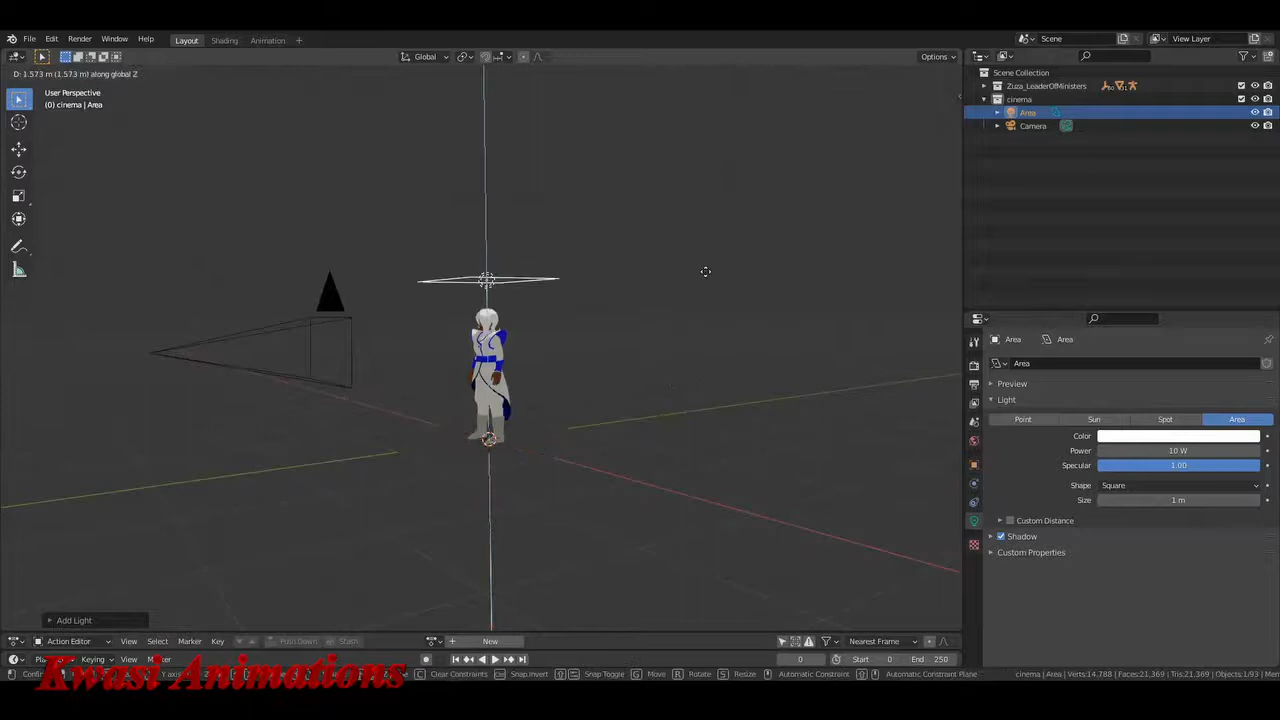 File Edit Render Window Help Layout Shading Animation + Scene View Layer
Global Options
D: 1.573 m (1.573 m) along global Z
User Perspective
(0) cinema | Area
Scene Collection
Zuza_LeaderOfMinisters
cinema
Area
Camera
Area Area
Area
Preview
Light
Point Sun Spot Area
Color
Power 10 W
Specular 1.00
Shape Square
Size 1 m
Custom Distance
Shadow
Custom Properties
Add Light
Action Editor View Select Marker Key Push Down Stash New Nearest Frame
Keying View Marker 0 Start 0 End 250
Kwasi Animations
Clear Constraints Snap Invert Snap Toggle G Move R Rotate S Resize Automatic Constraint Automatic Constraint Plane cinema | Area | Verts:14,788 | Faces:21,369 | Tris:21,369 | Objects:1/93 |